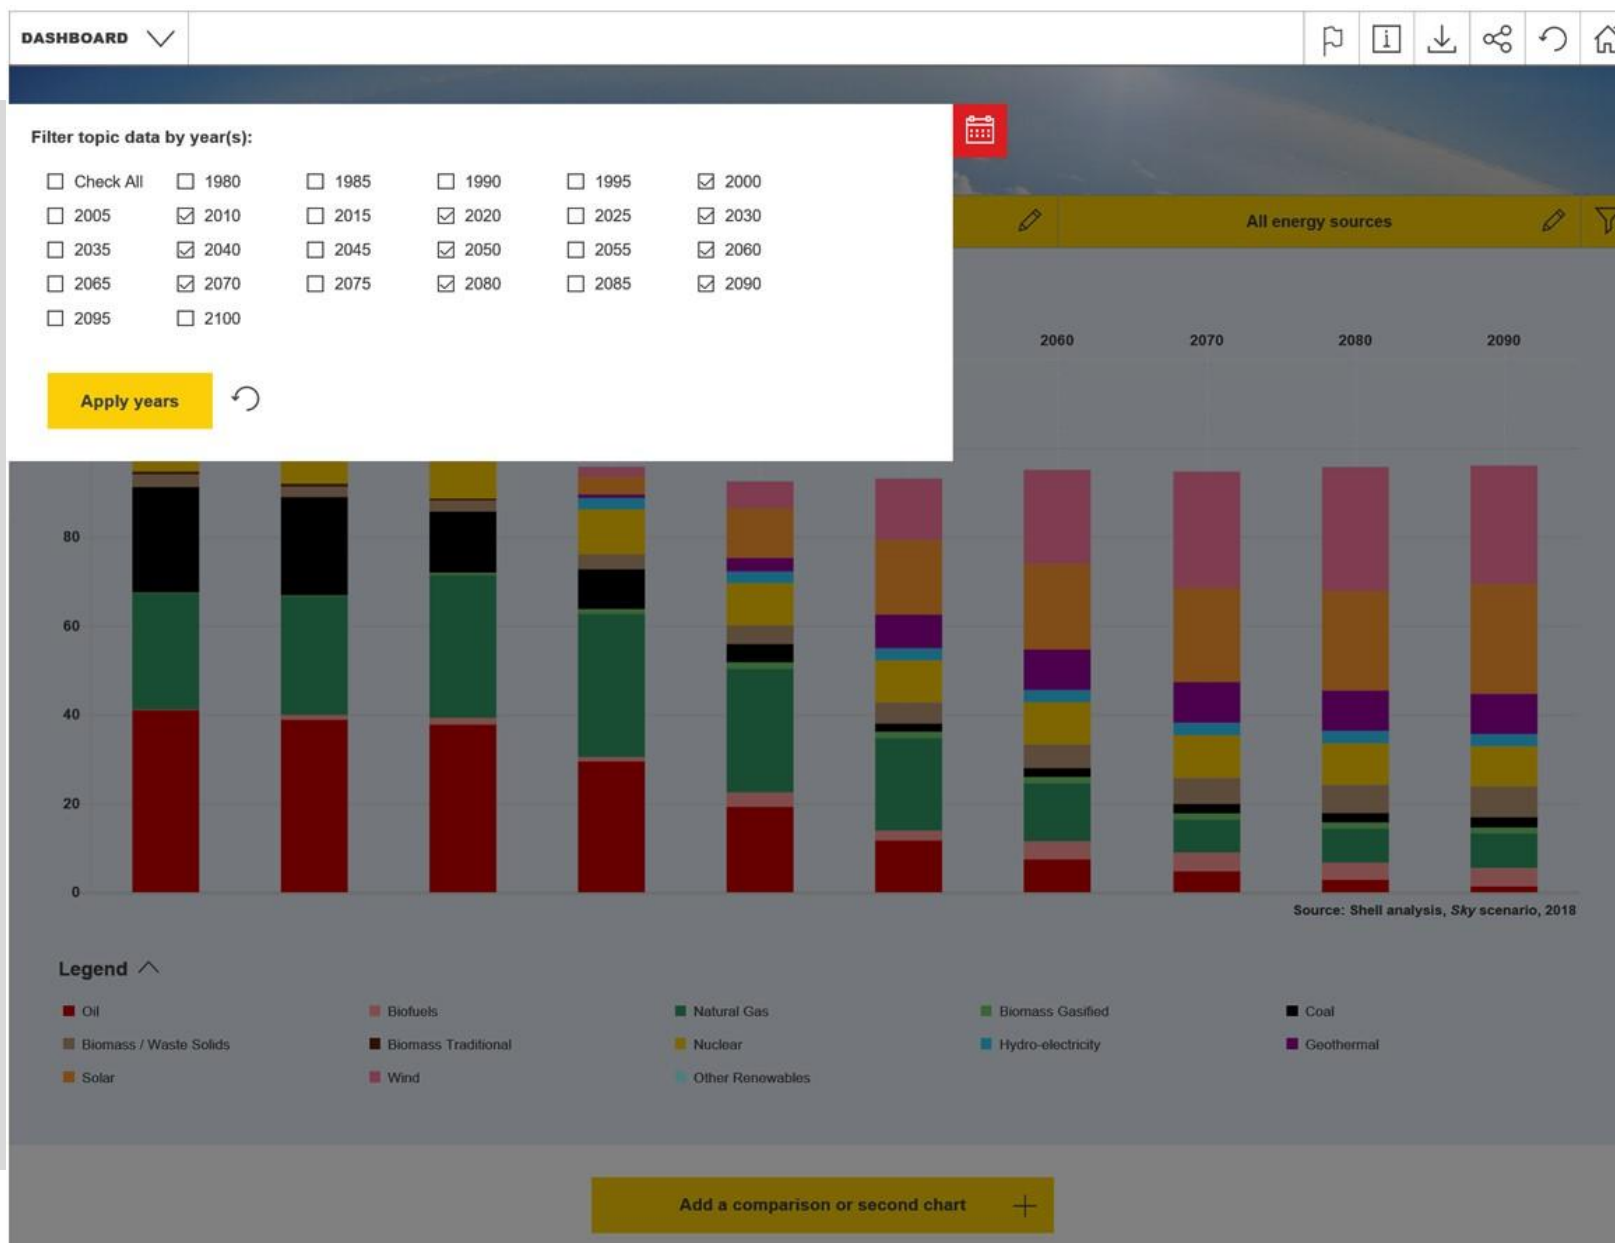 DASHBOARD
Filter topic data by year(s):
Check All 1980 1985 1990 1995 2000
2005 2010 2015 2020 2025 2030
2035 2040 2045 2050 2055 2060
2065 2070 2075 2080 2085 2090
2095 2100
Apply years
All energy sources
2060 2070 2080 2090
80
60
40
20
0
Source: Shell analysis, Sky scenario, 2018
Legend
Oil Biofuels Natural Gas Biomass Gasified Coal
Biomass / Waste Solids Biomass Traditional Nuclear Hydro-electricity Geothermal
Solar Wind Other Renewables
Add a comparison or second chart